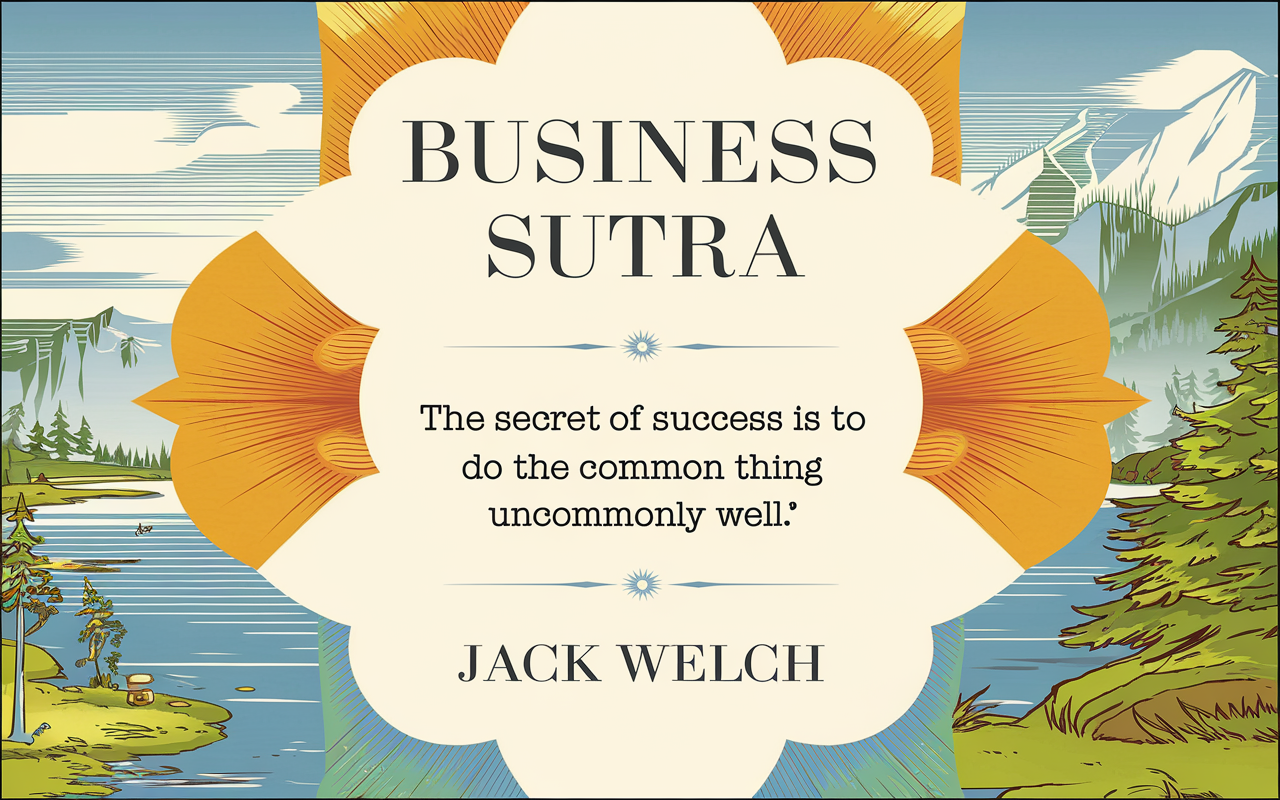 BUSINESS
SUTRA
The secret of success is to
do the common thing
uncommonly well.’
JACK WELCH